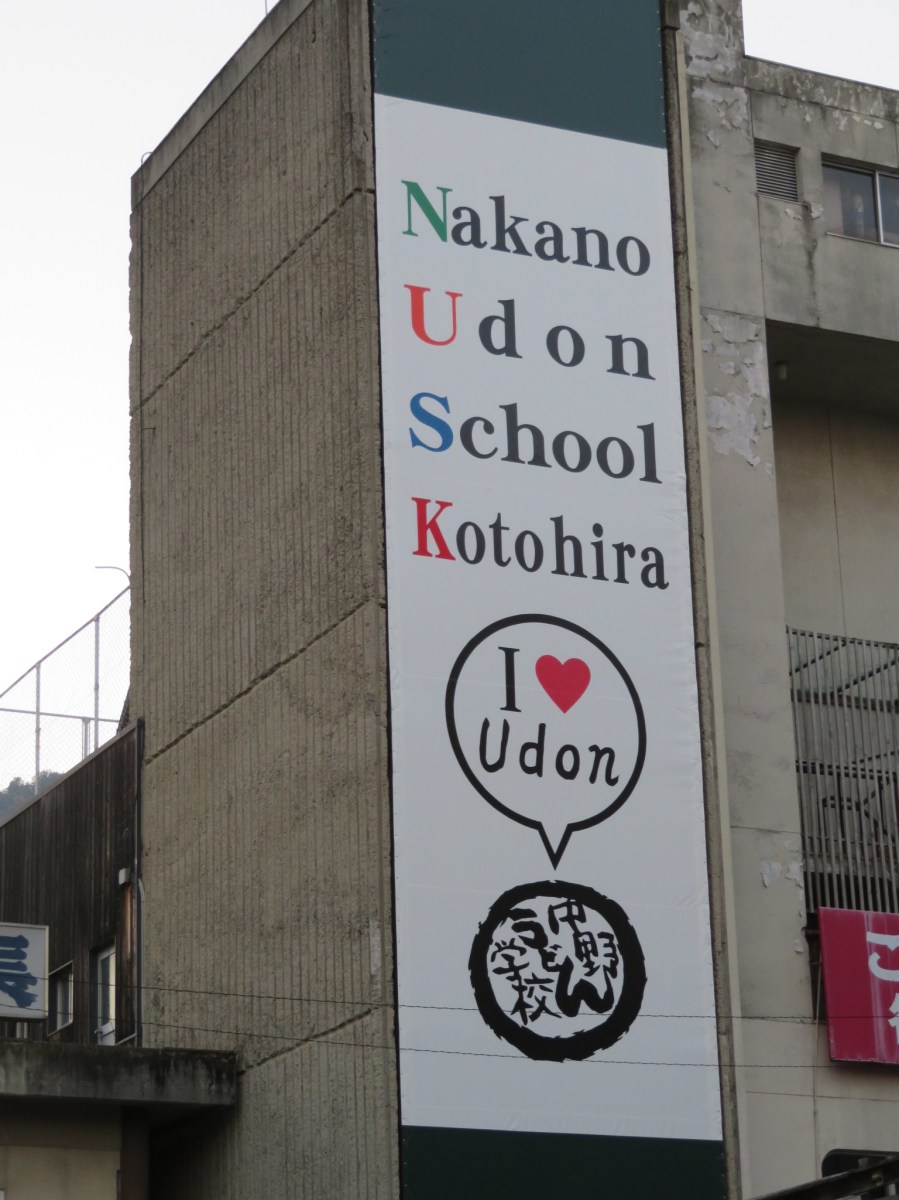 Nakano
Udon
School
Kotohira
I ♥
Udon
中野
うどん
学校